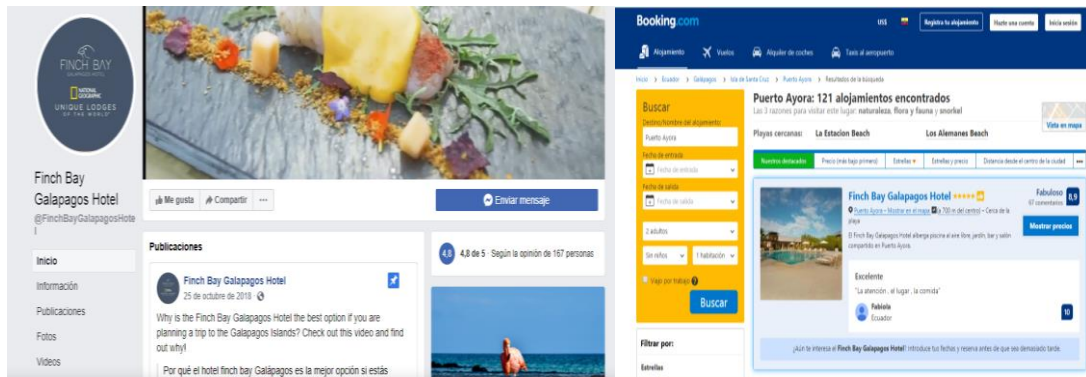 FINCH BAY
GALAPAGOS HOTEL
NATIONAL
GEOGRAPHIC
UNIQUE LODGES
OF THE WORLD
Finch Bay
Galapagos Hotel
@FinchBayGalapagosHote
l
Inicio
Información
Publicaciones
Fotos
Videos
Me gusta
Compartir
Enviar mensaje
Publicaciones
Finch Bay Galapagos Hotel
25 de octubre de 2018
Why is the Finch Bay Galapagos Hotel the best option if you are
planning a trip to the Galapagos Islands? Check out this video and find
out why!
Por qué el hotel finch bay Galápagos es la mejor opción si estás
4,8
4,8 de 5 · Según la opinión de 167 personas
Booking.com
US$
Registra tu alojamiento
Hazte una cuenta
Inicia sesión
Alojamiento
Vuelos
Alquiler de coches
Taxis al aeropuerto
Inicio > Ecuador > Galápagos > Isla de Santa Cruz > Puerto Ayora > Resultados de la búsqueda
Buscar
Destino/Nombre del alojamiento:
Puerto Ayora
Fecha de entrada
Fecha de entrada
Fecha de salida
Fecha de salida
2 adultos
Sin niños
1 habitación
Viajo por trabajo
Buscar
Filtrar por:
Estrellas
Puerto Ayora: 121 alojamientos encontrados
Las 3 razones para visitar este lugar: naturaleza, flora y fauna y snorkel
Vista en mapa
Playas cercanas:
La Estacion Beach
Los Alemanes Beach
Nuestros destacados
Precio (más bajo primero)
Estrellas
Estrellas y precio
Distancia desde el centro de la ciudad
Finch Bay Galapagos Hotel
Puerto Ayora – Mostrar en el mapa (a 700 m del centro) – Cerca de la
playa
El Finch Bay Galapagos Hotel alberga piscina al aire libre, jardín, bar y salón
compartido en Puerto Ayora.
Fabuloso
8,9
67 comentarios
Mostrar precios
Excelente
"La atención , el lugar , la comida"
Fabiola
Ecuador
10
¡Aún te interesa el Finch Bay Galapagos Hotel! Introduce tus fechas y reserva antes de que sea demasiado tarde.